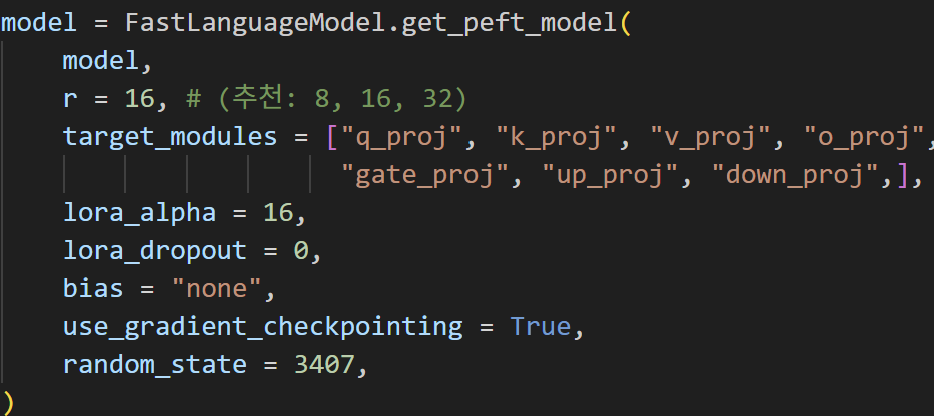 model = FastLanguageModel.get_peft_model(
    model,
    r = 16, # (추천: 8, 16, 32)
    target_modules = ["q_proj", "k_proj", "v_proj", "o_proj",
                      "gate_proj", "up_proj", "down_proj",],
    lora_alpha = 16,
    lora_dropout = 0,
    bias = "none",
    use_gradient_checkpointing = True,
    random_state = 3407,
)